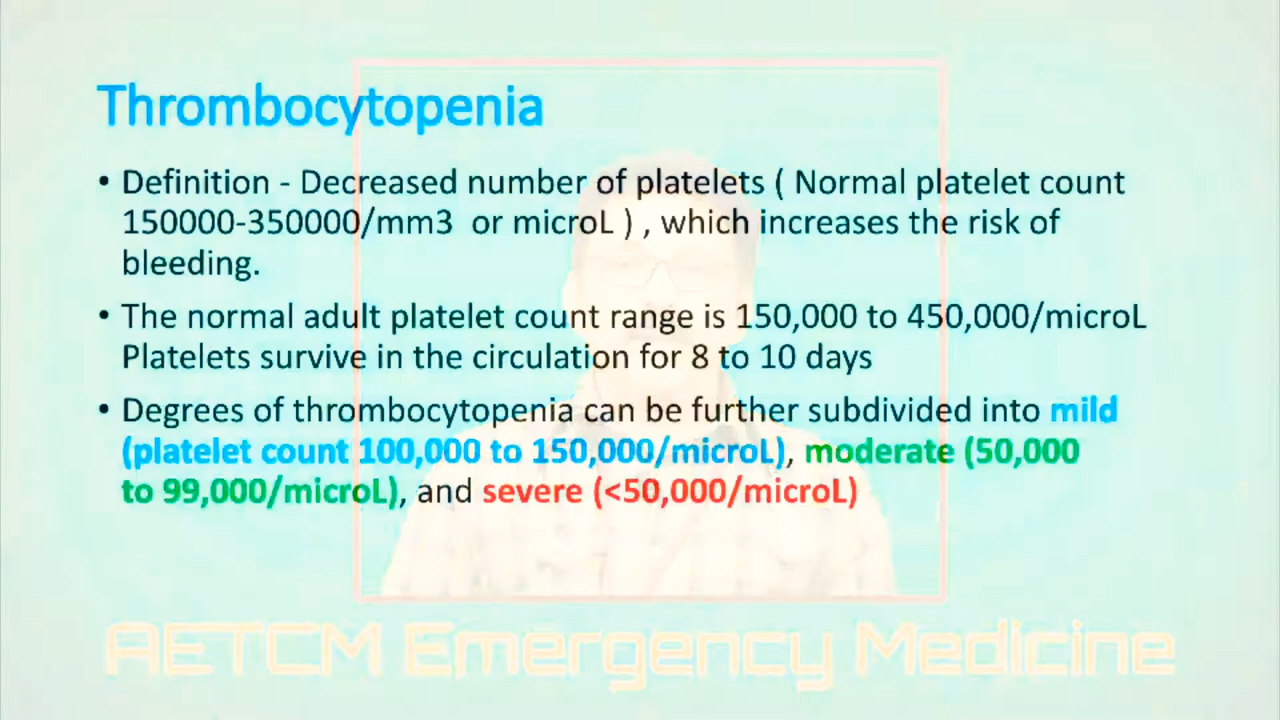 Thrombocytopenia
• Definition - Decreased number of platelets ( Normal platelet count
150000-350000/mm3 or microL ) , which increases the risk of
bleeding.
• The normal adult platelet count range is 150,000 to 450,000/microL
Platelets survive in the circulation for 8 to 10 days
• Degrees of thrombocytopenia can be further subdivided into mild
(platelet count 100,000 to 150,000/microL), moderate (50,000
to 99,000/microL), and severe (<50,000/microL)
AETCM Emergency Medicine